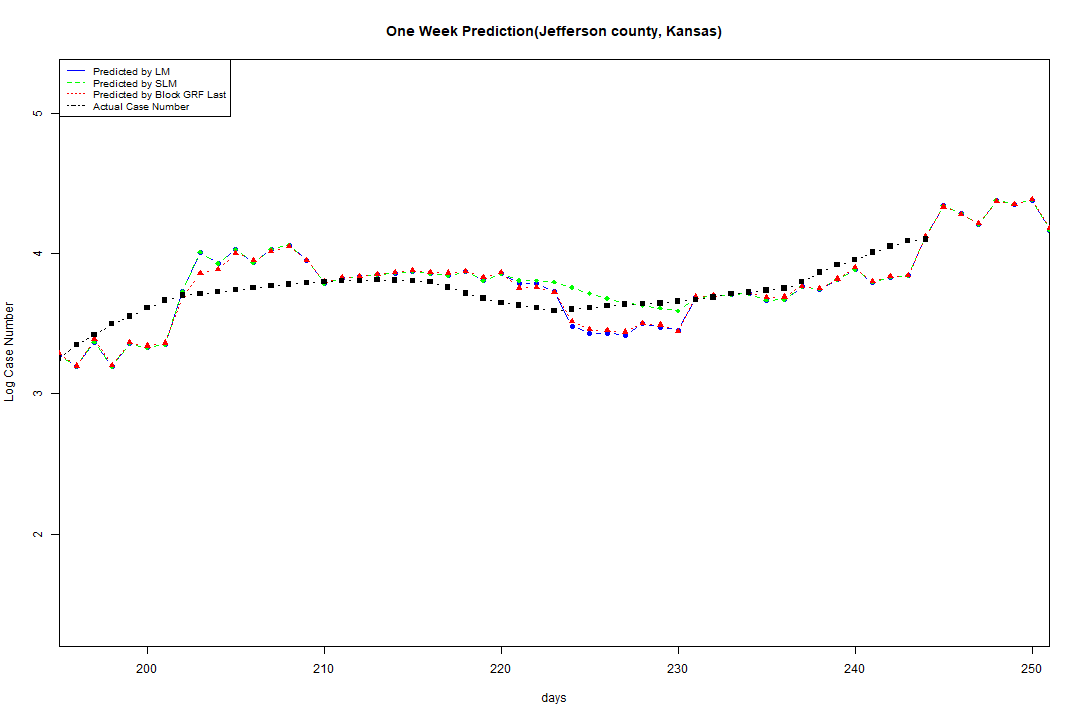 One Week Prediction(Jefferson county, Kansas)
Predicted by LM
Predicted by SLM
Predicted by Block GRF Last
Actual Case Number
5
4
3
2
Log Case Number
200 210 220 230 240 250
days